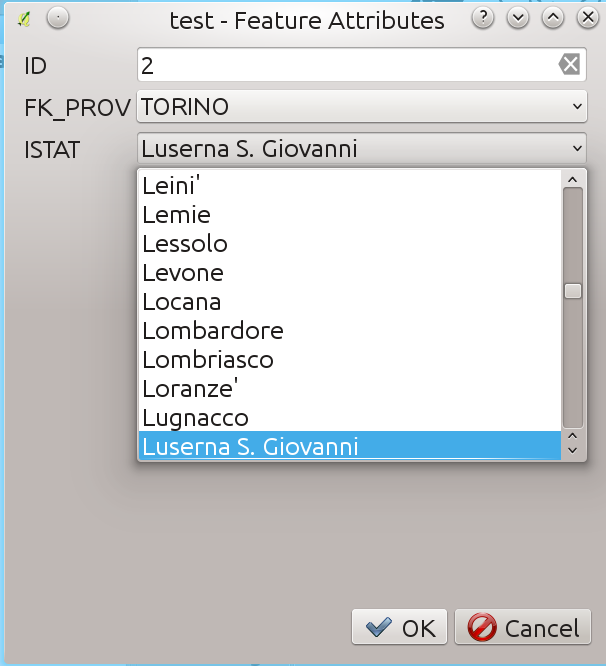 test - Feature Attributes ?
ID 2
FK_PROV TORINO
ISTAT Luserna S. Giovanni
Leini'
Lemie
Lessolo
Levone
Locana
Lombardore
Lombriasco
Loranze'
Lugnacco
Luserna S. Giovanni
OK Cancel